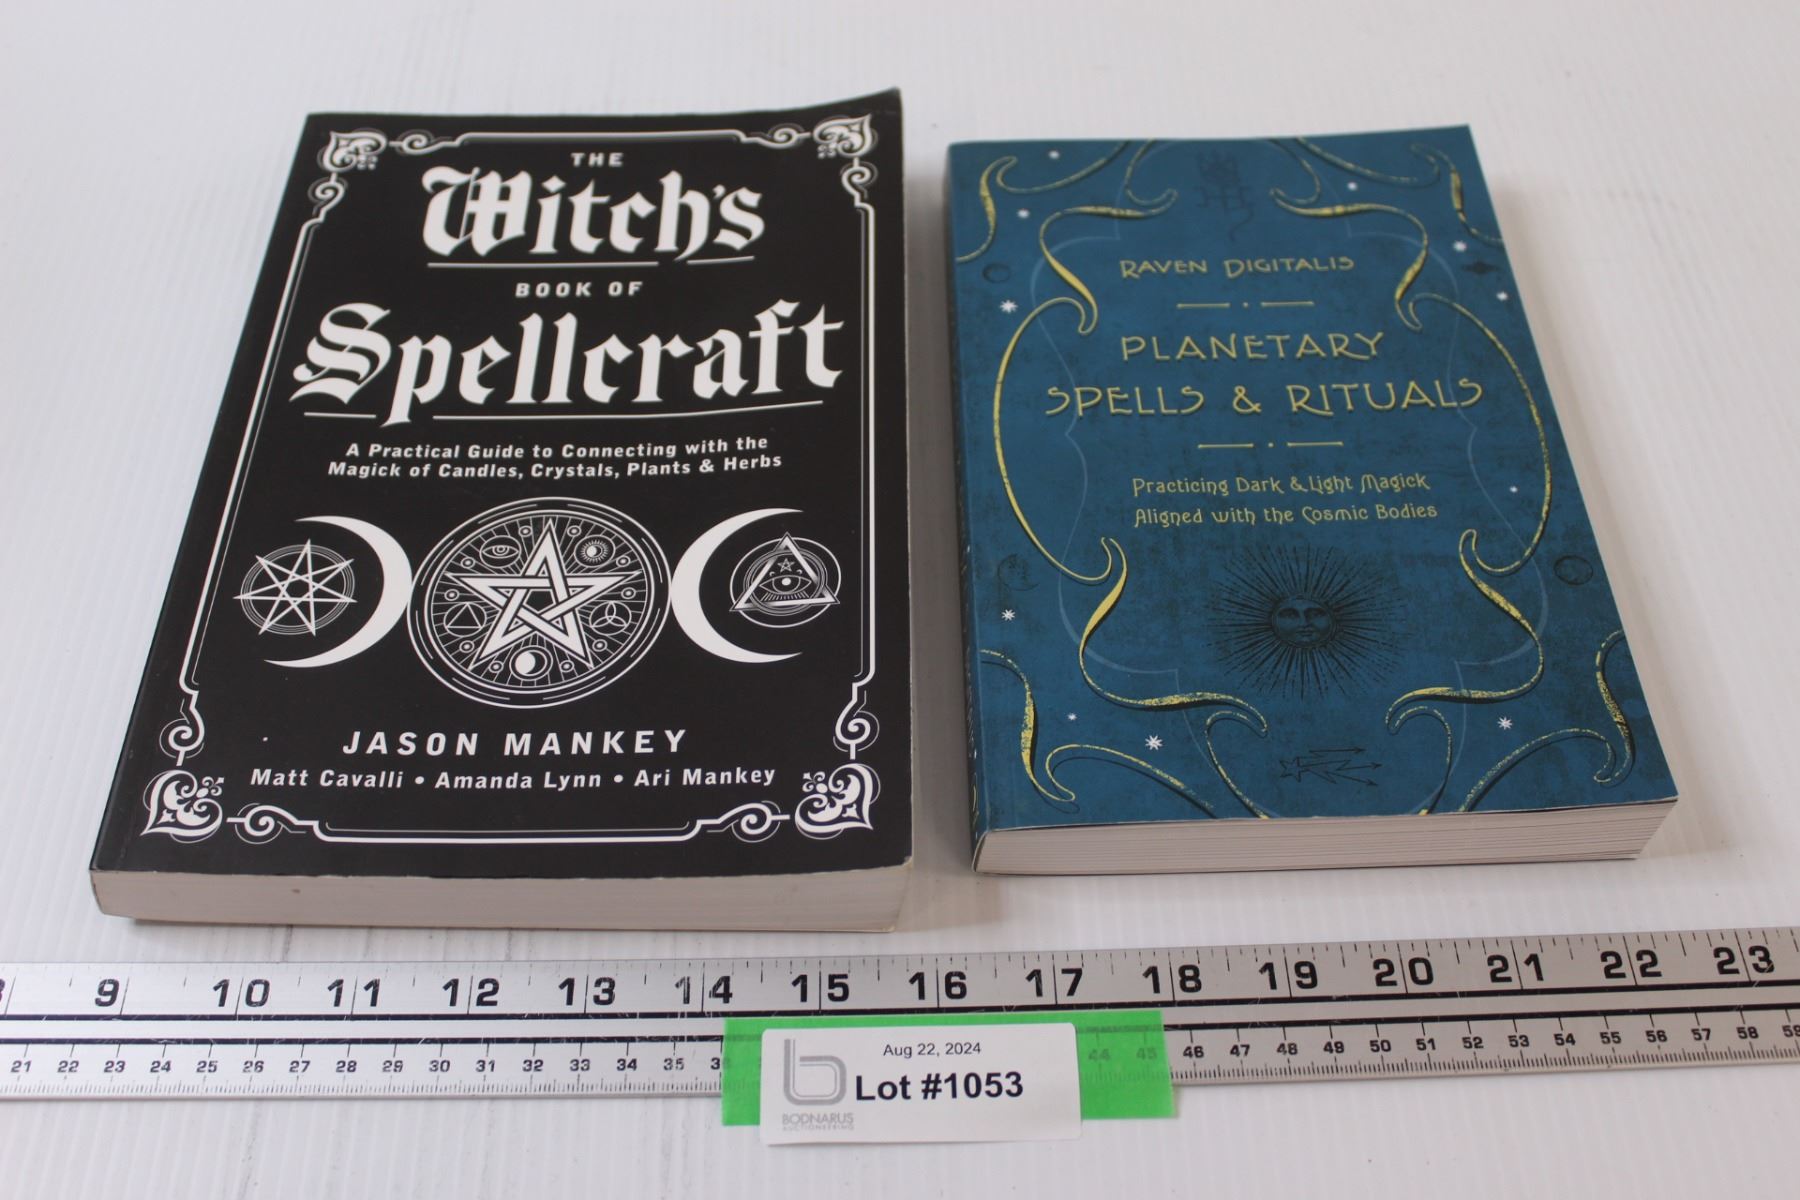 THE
Witch's
BOOK OF
Spellcraft
A Practical Guide to Connecting with the
Magick of Candles, Crystals, Plants & Herbs
JASON MANKEY
Matt Cavalli • Amanda Lynn • Ari Mankey
RAVEN DIGITALIS
PLANETARY
SPELLS & RITUALS
Practicing Dark & Light Magick
Aligned with the Cosmic Bodies
9 10 11 12 13 14 15 16 17 18 19 20 21 22 23
21 22 23 24 25 26 27 28 29 30 31 32 33 34 35 44 45 46 47 48 49 50 51 52 53 54 55 56 57 58 59
Aug 22, 2024
Lot #1053
BODNARUS
AUCTIONEERING